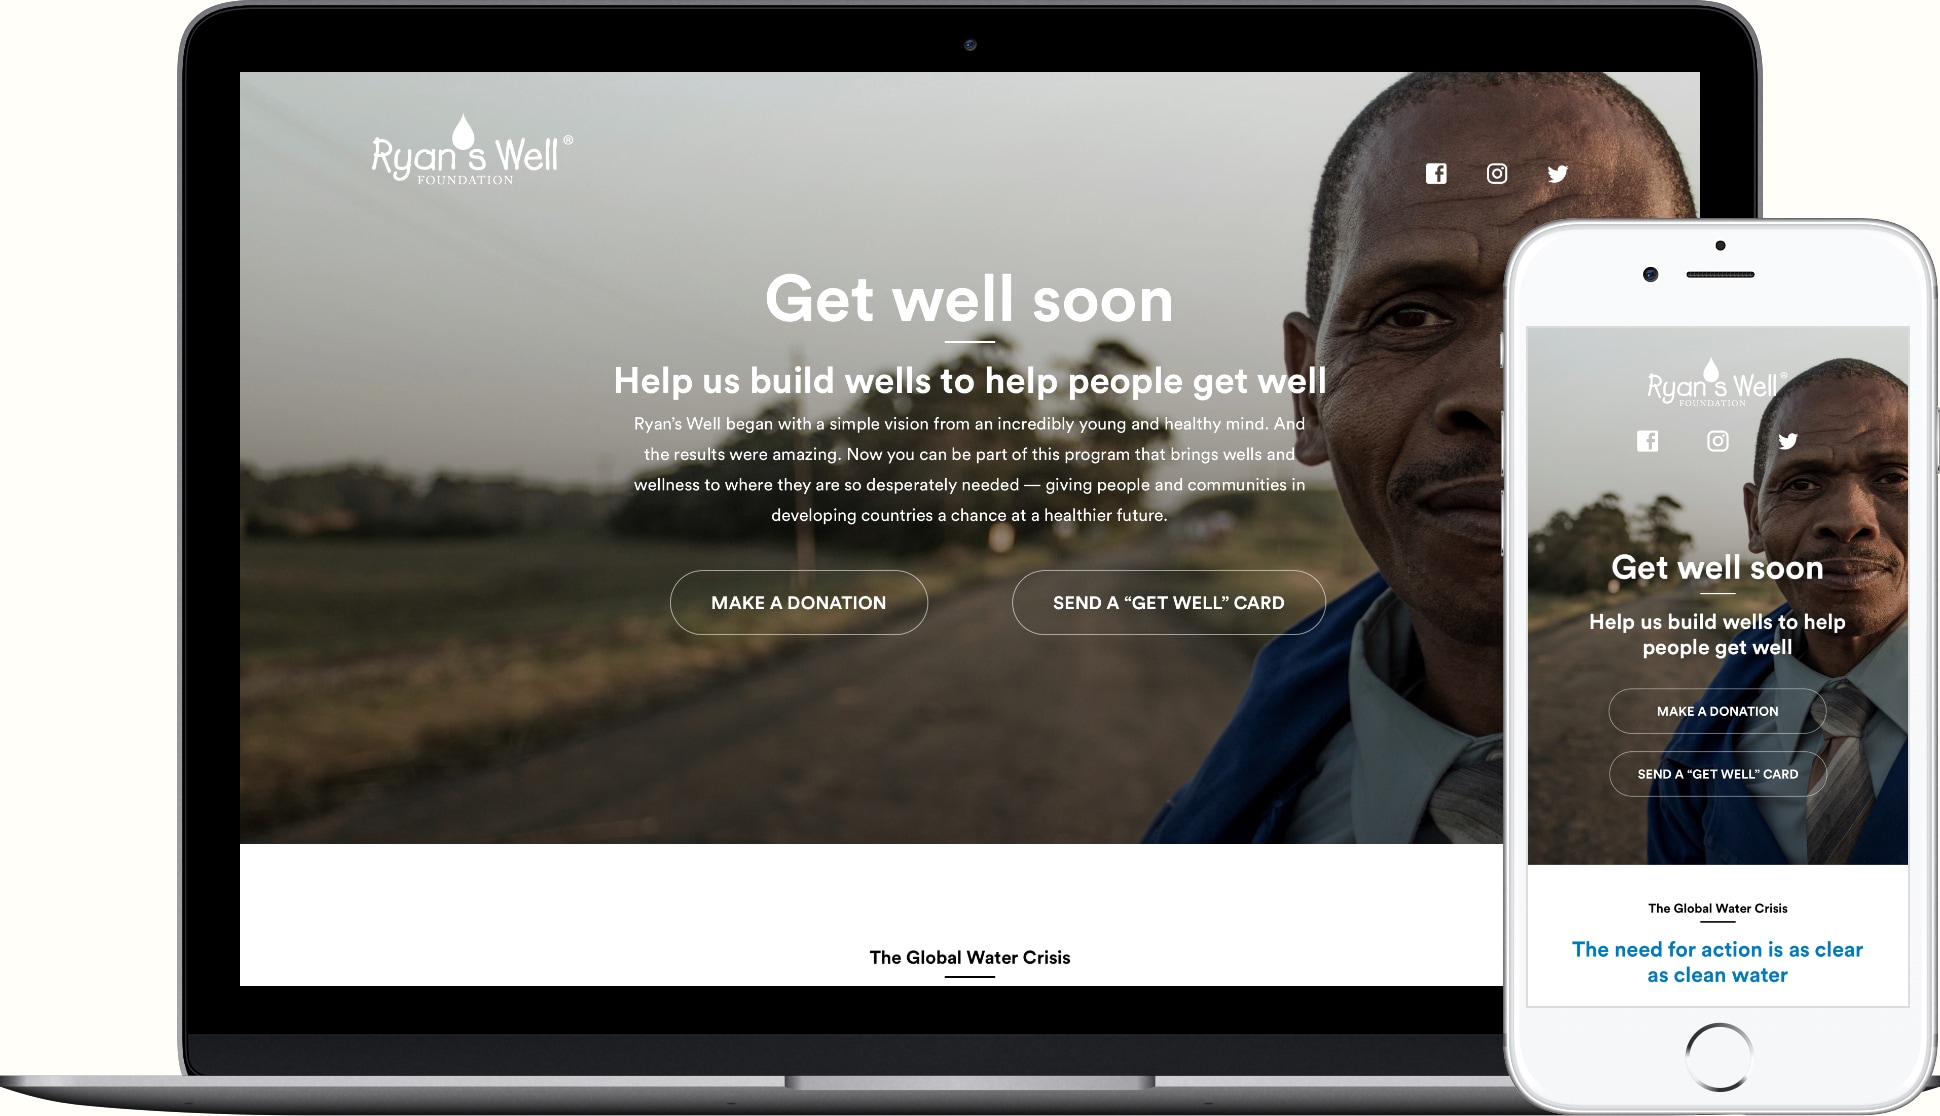 Ryan's Well®
FOUNDATION
Get well soon
Help us build wells to help people get well
Ryan’s Well began with a simple vision from an incredibly young and healthy mind. And
the results were amazing. Now you can be part of this program that brings wells and
wellness to where they are so desperately needed — giving people and communities in
developing countries a chance at a healthier future.
MAKE A DONATION
SEND A “GET WELL” CARD
The Global Water Crisis
Ryan's Well®
FOUNDATION
Get well soon
Help us build wells to help
people get well
MAKE A DONATION
SEND A “GET WELL” CARD
The Global Water Crisis
The need for action is as clear
as clean water